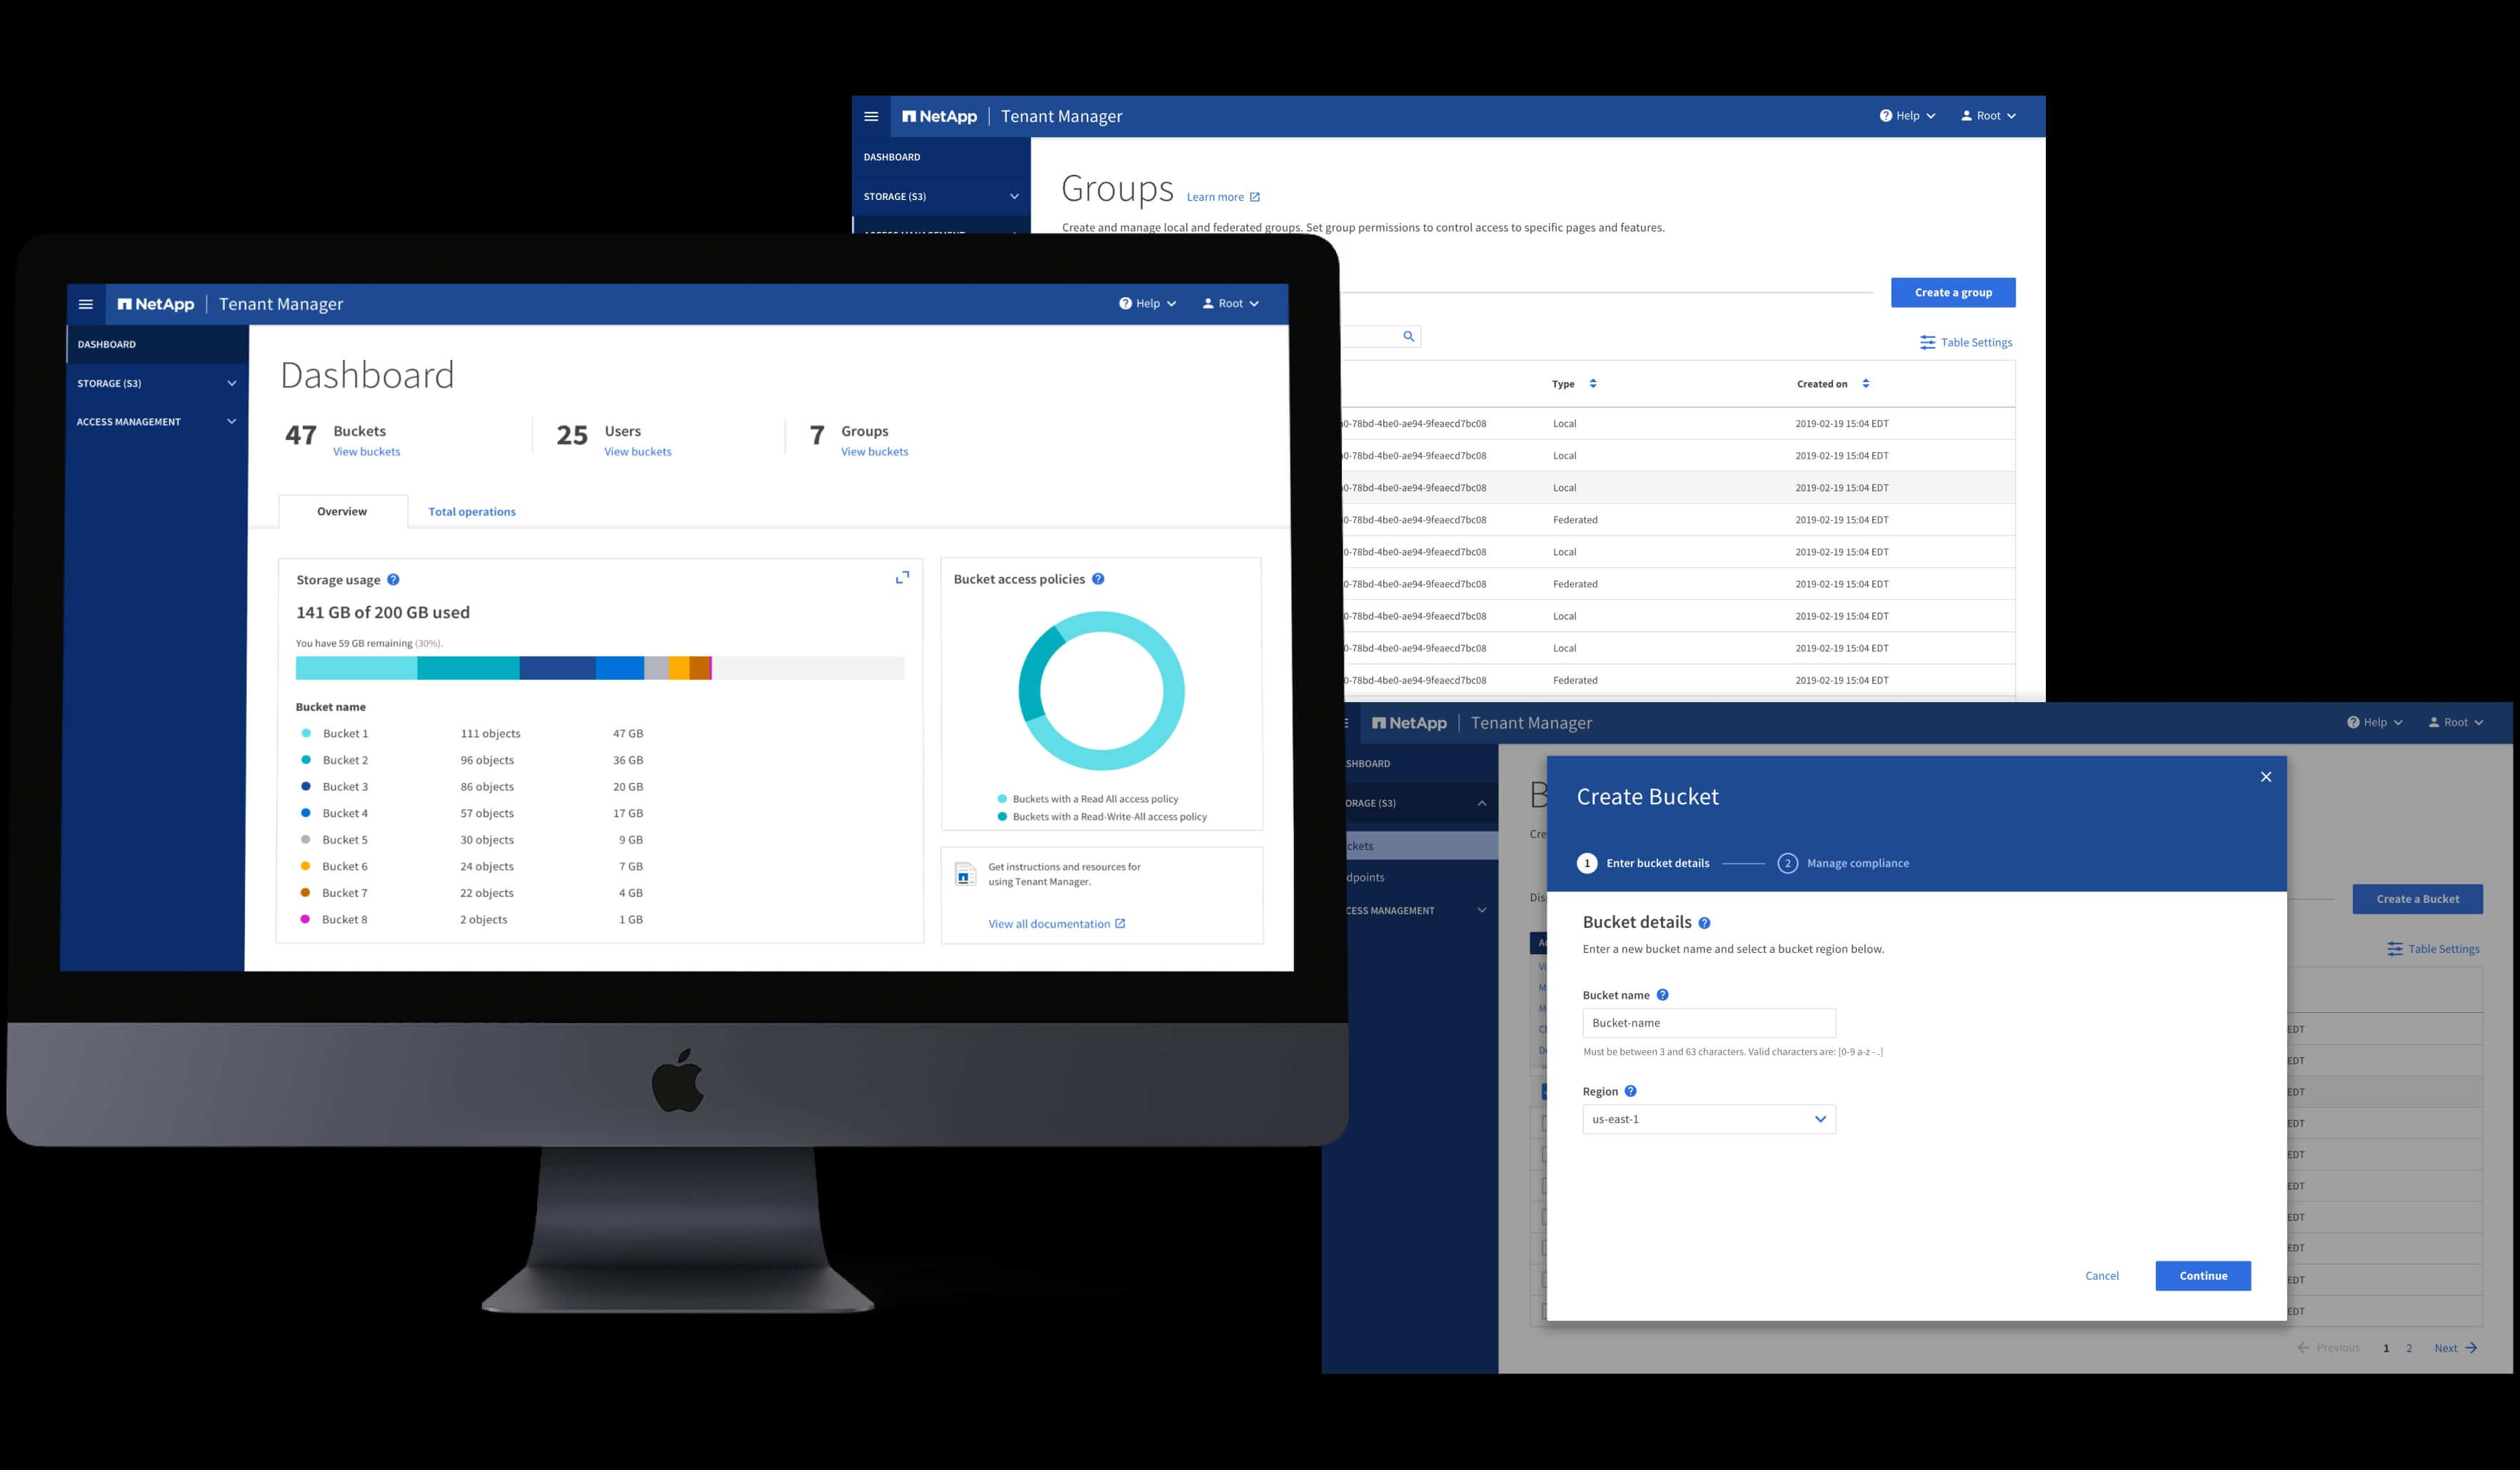 NetApp Tenant Manager
Help
Root
DASHBOARD
STORAGE (S3)
Groups Learn more
Create and manage local and federated groups. Set group permissions to control access to specific pages and features.
Create a group
Table Settings
Type Created on
0-78bd-4be0-ae94-9feaecd7bc08 Local 2019-02-19 15:04 EDT
0-78bd-4be0-ae94-9feaecd7bc08 Local 2019-02-19 15:04 EDT
0-78bd-4be0-ae94-9feaecd7bc08 Local 2019-02-19 15:04 EDT
0-78bd-4be0-ae94-9feaecd7bc08 Federated 2019-02-19 15:04 EDT
0-78bd-4be0-ae94-9feaecd7bc08 Local 2019-02-19 15:04 EDT
0-78bd-4be0-ae94-9feaecd7bc08 Federated 2019-02-19 15:04 EDT
0-78bd-4be0-ae94-9feaecd7bc08 Local 2019-02-19 15:04 EDT
0-78bd-4be0-ae94-9feaecd7bc08 Local 2019-02-19 15:04 EDT
0-78bd-4be0-ae94-9feaecd7bc08 Federated 2019-02-19 15:04 EDT
NetApp Tenant Manager
Help
Root
DASHBOARD
STORAGE (S3)
ACCESS MANAGEMENT
Dashboard
47 Buckets
View buckets
25 Users
View buckets
7 Groups
View buckets
Overview
Total operations
Storage usage
141 GB of 200 GB used
You have 59 GB remaining (30%).
Bucket name
Bucket 1 111 objects 47 GB
Bucket 2 96 objects 36 GB
Bucket 3 86 objects 20 GB
Bucket 4 57 objects 17 GB
Bucket 5 30 objects 9 GB
Bucket 6 24 objects 7 GB
Bucket 7 22 objects 4 GB
Bucket 8 2 objects 1 GB
Bucket access policies
Buckets with a Read All access policy
Buckets with a Read-Write-All access policy
Get instructions and resources for
using Tenant Manager.
View all documentation
NetApp Tenant Manager
Help
Root
SHBOARD
ORAGE (S3)
ckets
dpoints
CESS MANAGEMENT
B
Cre
Dis
Create a Bucket
Table Settings
Create Bucket
1 Enter bucket details
2 Manage compliance
Bucket details
Enter a new bucket name and select a bucket region below.
Bucket name
Bucket-name
Must be between 3 and 63 characters. Valid characters are: [0-9 a-z - .]
Region
us-east-1
Cancel
Continue
EDT
EDT
EDT
EDT
EDT
EDT
EDT
EDT
EDT
EDT
Previous 1 2 Next